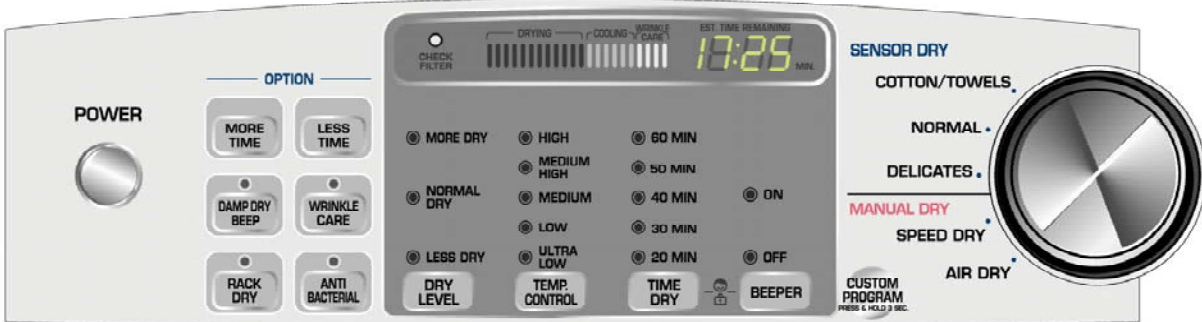 POWER
OPTION
MORE
TIME
LESS
TIME
DAMP DRY
BEEP
WRINKLE
CARE
RACK
DRY
ANTI
BACTERIAL
CHECK
FILTER
DRYING
COOLING
WRINKLE
CARE
EST. TIME REMAINING
17:25
MIN.
MORE DRY
NORMAL
DRY
LESS DRY
DRY
LEVEL
HIGH
MEDIUM
HIGH
MEDIUM
LOW
ULTRA
LOW
TEMP.
CONTROL
60 MIN
50 MIN
40 MIN
30 MIN
20 MIN
TIME
DRY
ON
OFF
BEEPER
SENSOR DRY
COTTON/TOWELS
NORMAL
DELICATES
MANUAL DRY
SPEED DRY
AIR DRY
CUSTOM
PROGRAM
PRESS & HOLD 3 SEC.